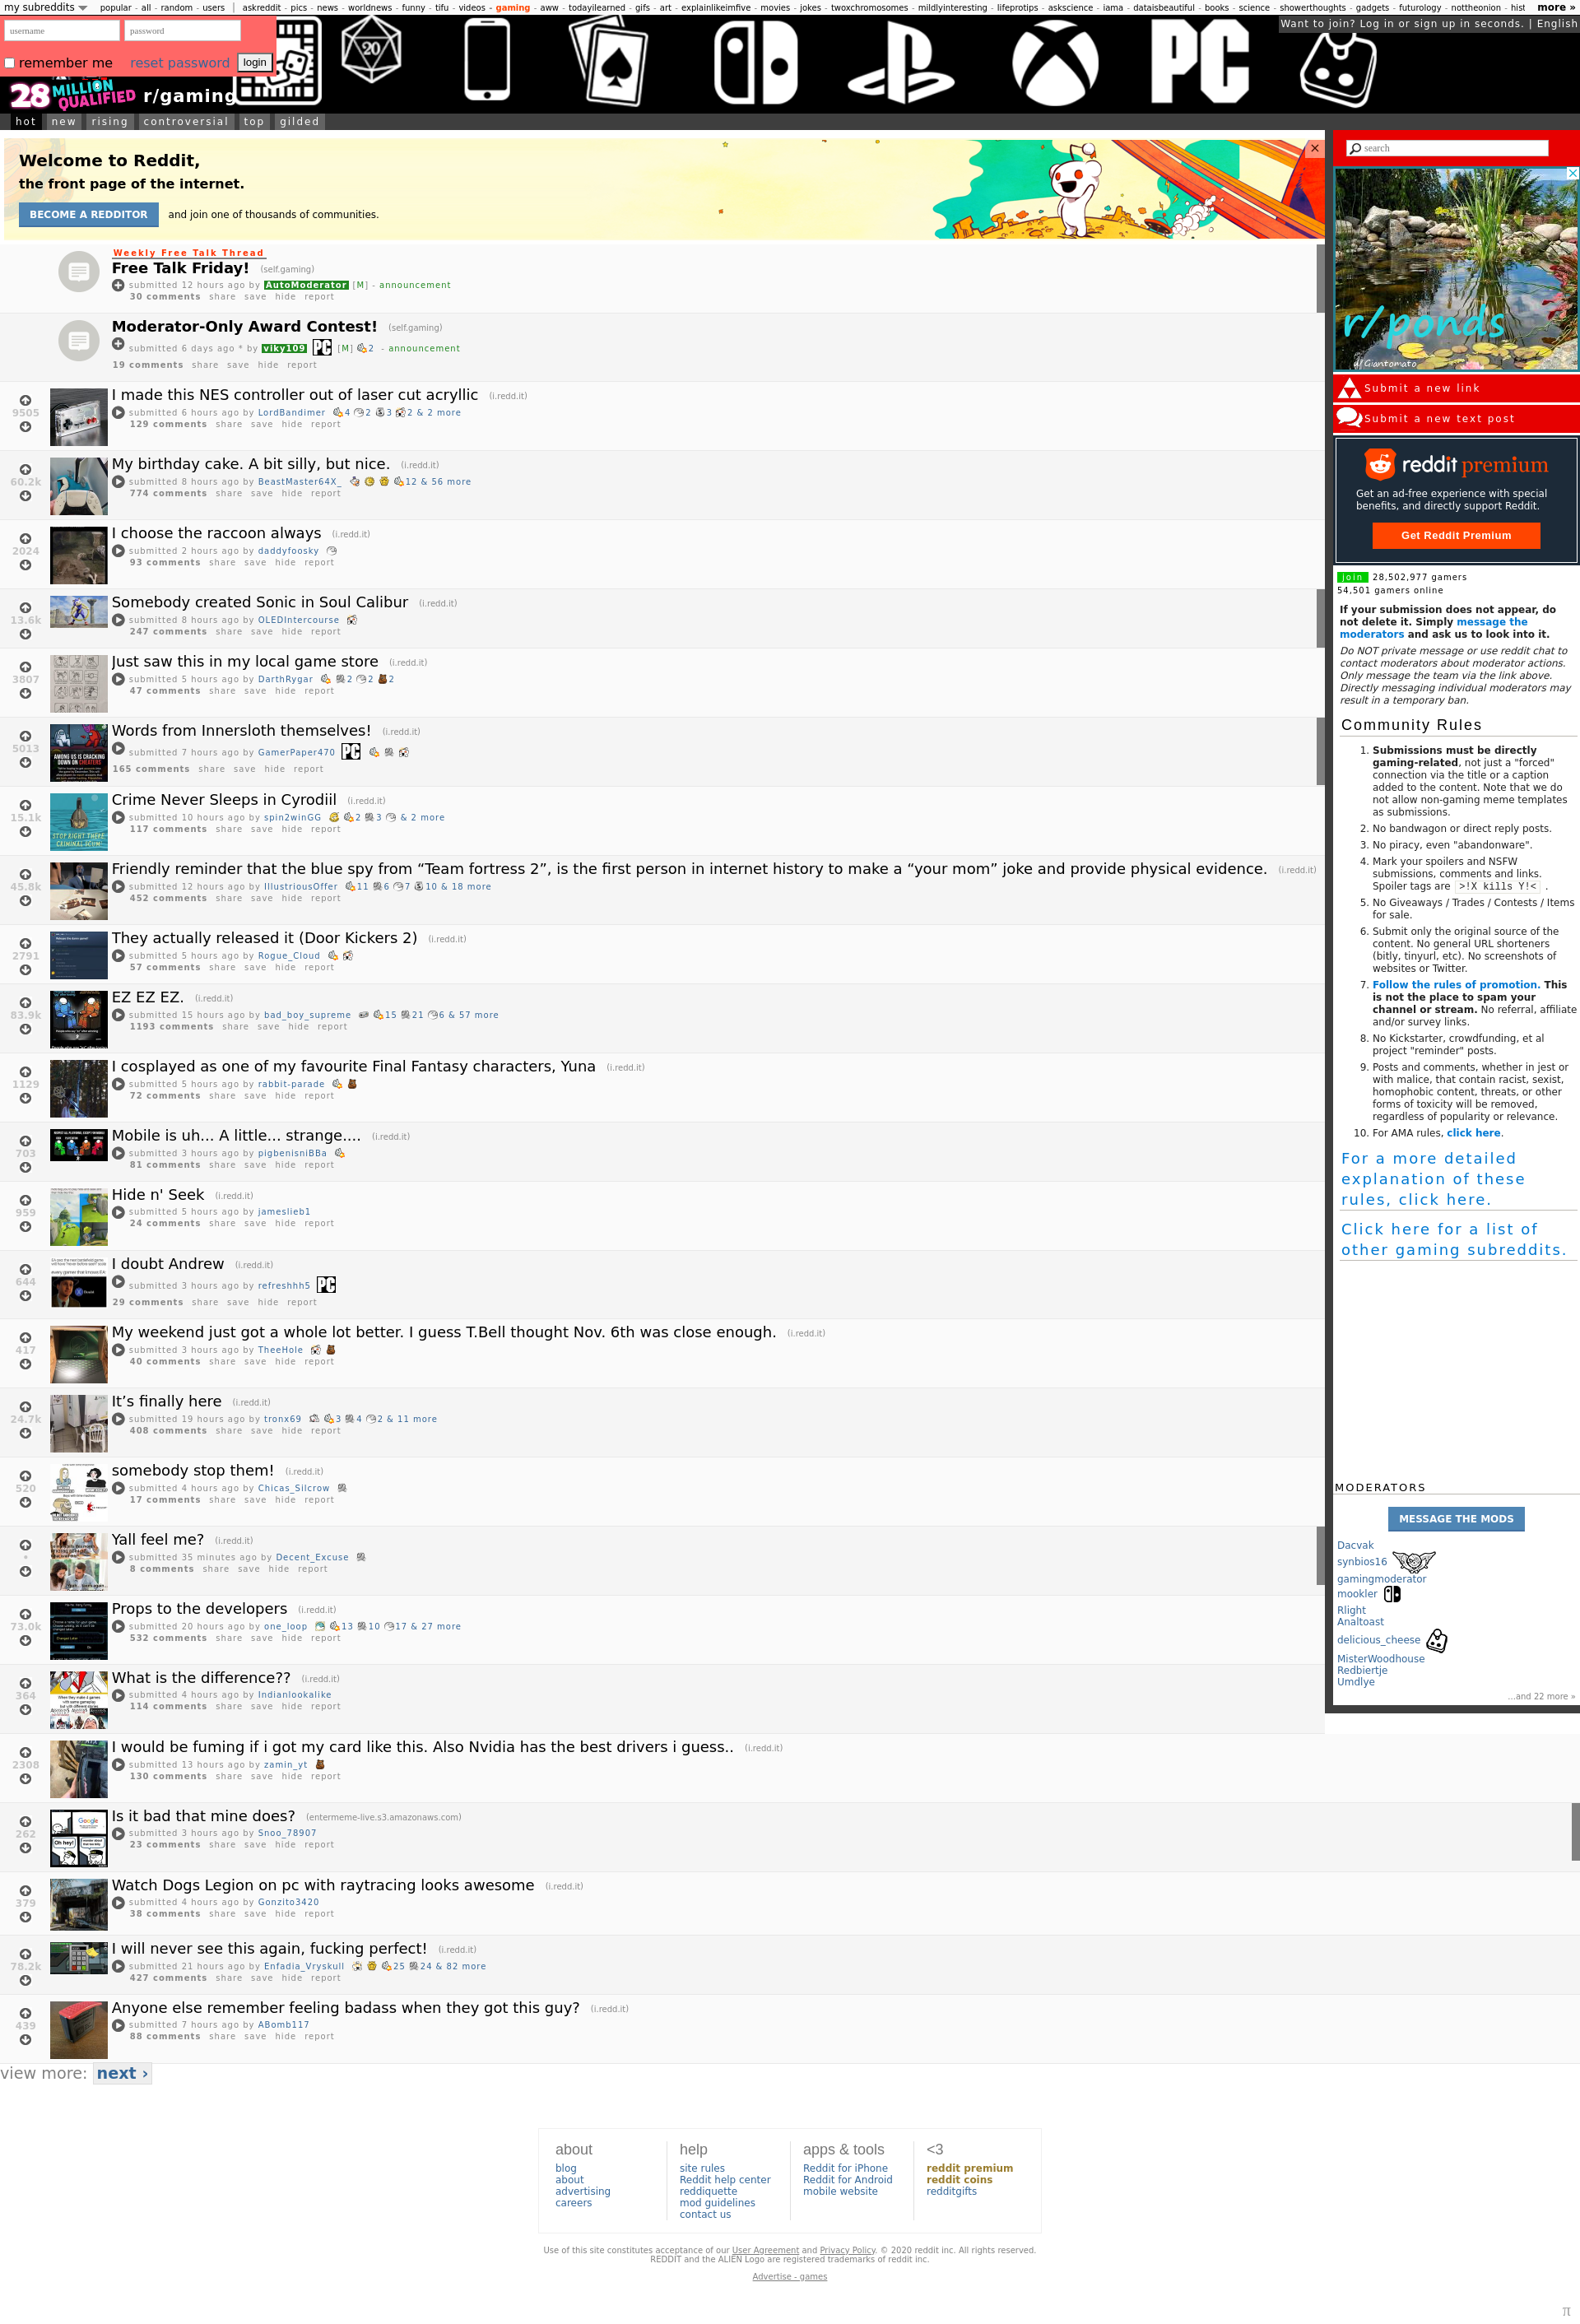 my subreddits
popular - all - random - users | askreddit - pics - news - worldnews - funny - tifu - videos - gaming - aww - todayilearned - gifs - art - explainlikeimfive - movies - jokes - twoxchromosomes - mildlyinteresting - lifeprotips - askscience - iama - dataisbeautiful - books - science - showerthoughts - gadgets - futurology - nottheonion - hist
more »
username
password
remember me
reset password
login
Want to join? Log in or sign up in seconds. | English
20
PC
28 MILLION QUALIFIED
r/gaming
hot new rising controversial top gilded
Welcome to Reddit,
the front page of the internet.
BECOME A REDDITOR
and join one of thousands of communities.
Weekly Free Talk Thread
Free Talk Friday! (self.gaming)
submitted 12 hours ago by AutoModerator [M] - announcement
30 comments share save hide report
Moderator-Only Award Contest! (self.gaming)
submitted 6 days ago * by viky109 PC [M] 2 - announcement
19 comments share save hide report
9505
I made this NES controller out of laser cut acryllic (i.redd.it)
submitted 6 hours ago by LordBandimer 4 2 3 2 & 2 more
129 comments share save hide report
60.2k
My birthday cake. A bit silly, but nice. (i.redd.it)
submitted 8 hours ago by BeastMaster64X_ 12 & 56 more
774 comments share save hide report
2024
I choose the raccoon always (i.redd.it)
submitted 2 hours ago by daddyfoosky
93 comments share save hide report
13.6k
Somebody created Sonic in Soul Calibur (i.redd.it)
submitted 8 hours ago by OLEDIntercourse
247 comments share save hide report
3807
Just saw this in my local game store (i.redd.it)
submitted 5 hours ago by DarthRygar 2 2 2
47 comments share save hide report
5013
AMONG US IS CRACKING DOWN ON CHEATERS
Words from Innersloth themselves! (i.redd.it)
submitted 7 hours ago by GamerPaper470 PC
165 comments share save hide report
15.1k
STOP RIGHT THERE CRIMINAL SCUM!
Crime Never Sleeps in Cyrodiil (i.redd.it)
submitted 10 hours ago by spin2winGG 2 3 & 2 more
117 comments share save hide report
45.8k
Friendly reminder that the blue spy from “Team fortress 2”, is the first person in internet history to make a “your mom” joke and provide physical evidence. (i.redd.it)
submitted 12 hours ago by IllustriousOffer 11 6 7 10 & 18 more
452 comments share save hide report
2791
They actually released it (Door Kickers 2) (i.redd.it)
submitted 5 hours ago by Rogue_Cloud
57 comments share save hide report
83.9k
EZ EZ EZ. (i.redd.it)
submitted 15 hours ago by bad_boy_supreme 15 21 6 & 57 more
1193 comments share save hide report
1129
I cosplayed as one of my favourite Final Fantasy characters, Yuna (i.redd.it)
submitted 5 hours ago by rabbit-parade
72 comments share save hide report
703
Mobile is uh... A little... strange.... (i.redd.it)
submitted 3 hours ago by pigbenisniBBa
81 comments share save hide report
959
Hide n' Seek (i.redd.it)
submitted 5 hours ago by jameslieb1
24 comments share save hide report
644
I doubt Andrew (i.redd.it)
submitted 3 hours ago by refreshhh5 PC
29 comments share save hide report
417
My weekend just got a whole lot better. I guess T.Bell thought Nov. 6th was close enough. (i.redd.it)
submitted 3 hours ago by TheeHole
40 comments share save hide report
24.7k
It’s finally here (i.redd.it)
submitted 19 hours ago by tronx69 3 4 2 & 11 more
408 comments share save hide report
520
somebody stop them! (i.redd.it)
submitted 4 hours ago by Chicas_Silcrow
17 comments share save hide report
•
Yall feel me? (i.redd.it)
submitted 35 minutes ago by Decent_Excuse
8 comments share save hide report
73.0k
Props to the developers (i.redd.it)
submitted 20 hours ago by one_loop 13 10 17 & 27 more
532 comments share save hide report
364
What is the difference?? (i.redd.it)
submitted 4 hours ago by Indianlookalike
114 comments share save hide report
2308
I would be fuming if i got my card like this. Also Nvidia has the best drivers i guess.. (i.redd.it)
submitted 13 hours ago by zamin_yt
130 comments share save hide report
262
Google
Oh hey!
Is it bad that mine does? (entermeme-live.s3.amazonaws.com)
submitted 3 hours ago by Snoo_78907
23 comments share save hide report
379
Watch Dogs Legion on pc with raytracing looks awesome (i.redd.it)
submitted 4 hours ago by Gonzito3420
38 comments share save hide report
78.2k
I will never see this again, fucking perfect! (i.redd.it)
submitted 21 hours ago by Enfadia_Vryskull 25 24 & 82 more
427 comments share save hide report
439
Anyone else remember feeling badass when they got this guy? (i.redd.it)
submitted 7 hours ago by ABomb117
88 comments share save hide report
view more: next ›
search
r/ponds
u/Giantomato
Submit a new link
Submit a new text post
reddit premium
Get an ad-free experience with special
benefits, and directly support Reddit.
Get Reddit Premium
join 28,502,977 gamers
54,501 gamers online
If your submission does not appear, do
not delete it. Simply message the
moderators and ask us to look into it.
Do NOT private message or use reddit chat to
contact moderators about moderator actions.
Only message the team via the link above.
Directly messaging individual moderators may
result in a temporary ban.
Community Rules
1. Submissions must be directly
gaming-related, not just a "forced"
connection via the title or a caption
added to the content. Note that we do
not allow non-gaming meme templates
as submissions.
2. No bandwagon or direct reply posts.
3. No piracy, even "abandonware".
4. Mark your spoilers and NSFW
submissions, comments and links.
Spoiler tags are >!X kills Y!< .
5. No Giveaways / Trades / Contests / Items
for sale.
6. Submit only the original source of the
content. No general URL shorteners
(bitly, tinyurl, etc). No screenshots of
websites or Twitter.
7. Follow the rules of promotion. This
is not the place to spam your
channel or stream. No referral, affiliate
and/or survey links.
8. No Kickstarter, crowdfunding, et al
project "reminder" posts.
9. Posts and comments, whether in jest or
with malice, that contain racist, sexist,
homophobic content, threats, or other
forms of toxicity will be removed,
regardless of popularity or relevance.
10. For AMA rules, click here.
For a more detailed
explanation of these
rules, click here.
Click here for a list of
other gaming subreddits.
MODERATORS
MESSAGE THE MODS
Dacvak
synbios16
gamingmoderator
mookler
Rlight
Analtoast
delicious_cheese
MisterWoodhouse
Redbiertje
Umdlye
...and 22 more »
about
blog
about
advertising
careers
help
site rules
Reddit help center
reddiquette
mod guidelines
contact us
apps & tools
Reddit for iPhone
Reddit for Android
mobile website
<3
reddit premium
reddit coins
redditgifts
Use of this site constitutes acceptance of our User Agreement and Privacy Policy. © 2020 reddit inc. All rights reserved.
REDDIT and the ALIEN Logo are registered trademarks of reddit inc.
Advertise - games
π